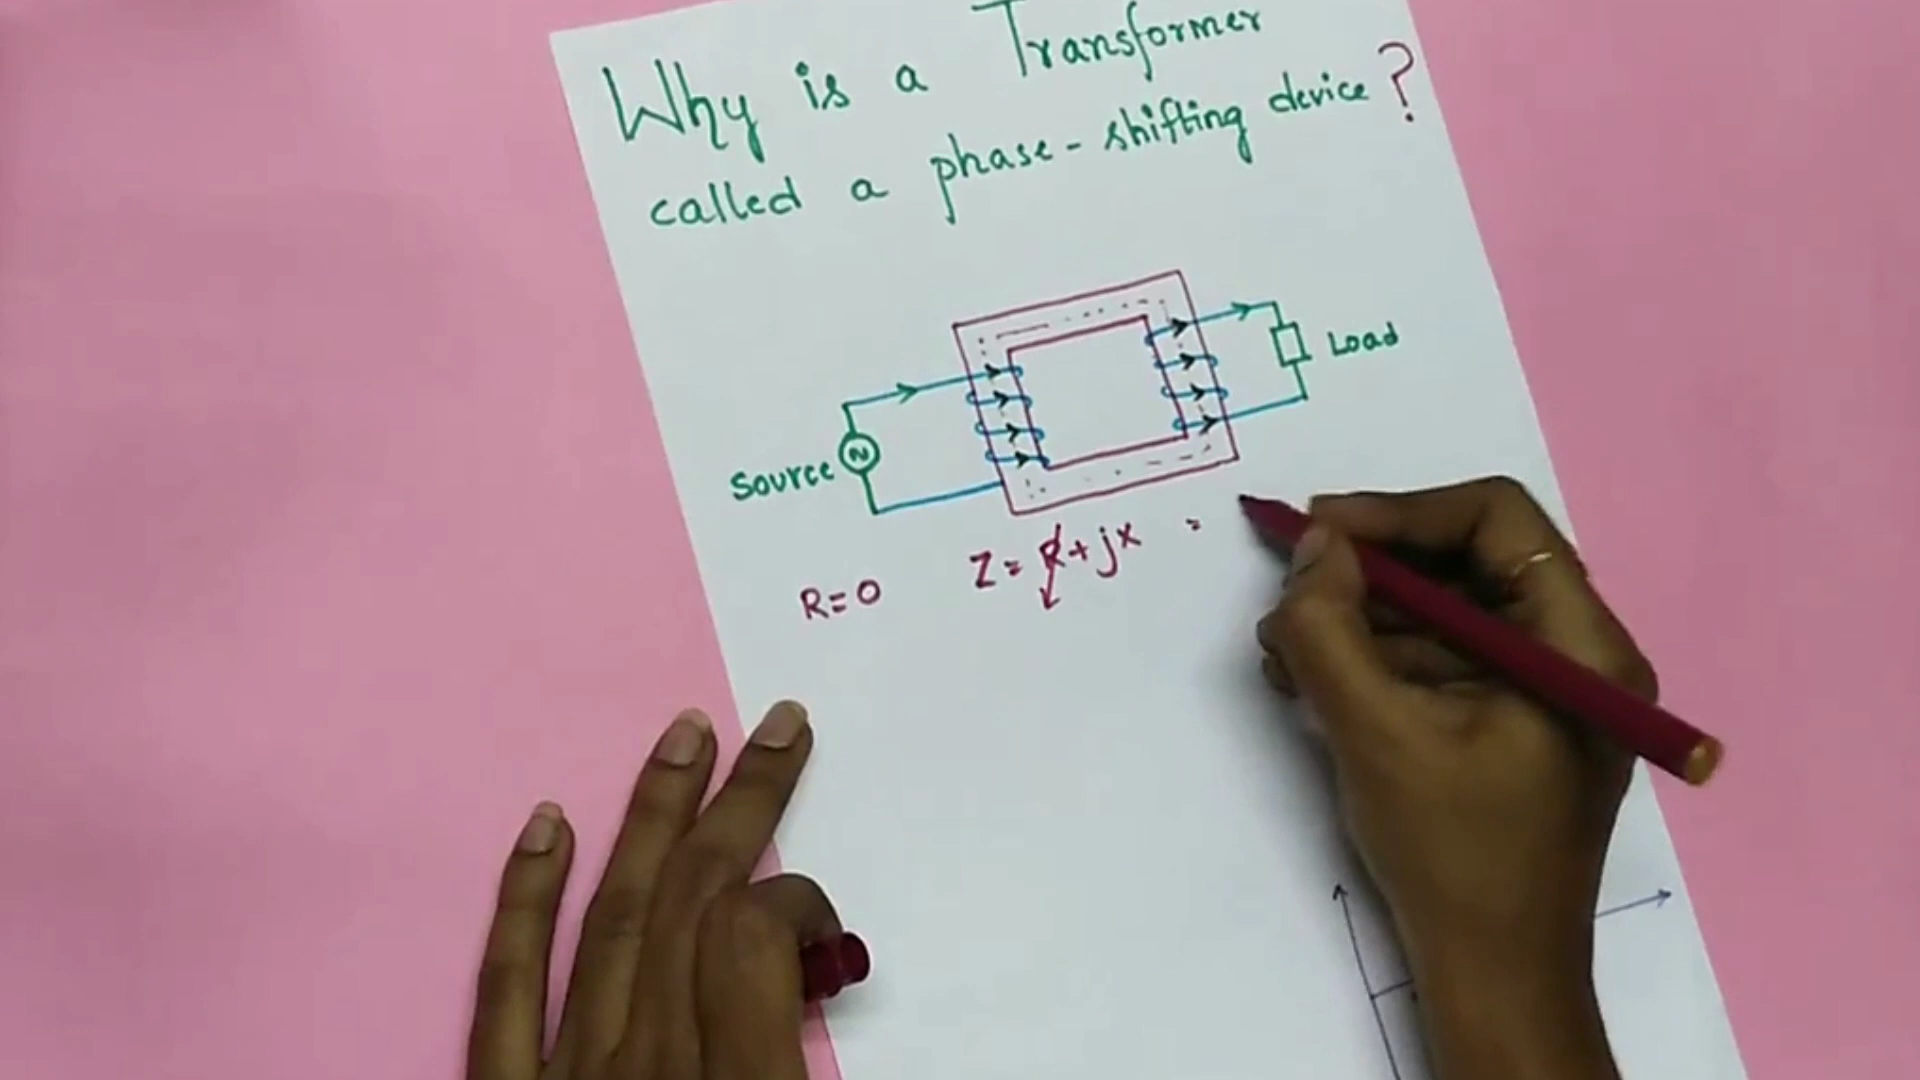 Why is a Transformer
called a phase-shifting device?
Load
Source
N
Z = R + jx =
R = 0